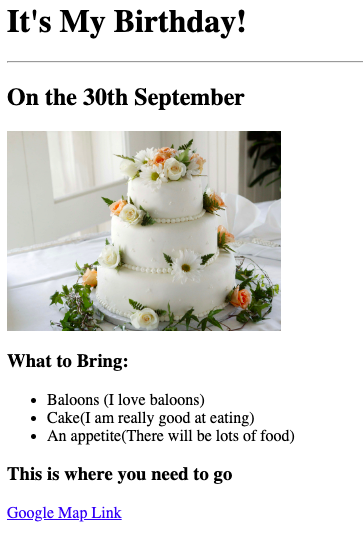 It's My Birthday!
On the 30th September
What to Bring:
Baloons (I love baloons)
Cake(I am really good at eating)
An appetite(There will be lots of food)
This is where you need to go
Google Map Link